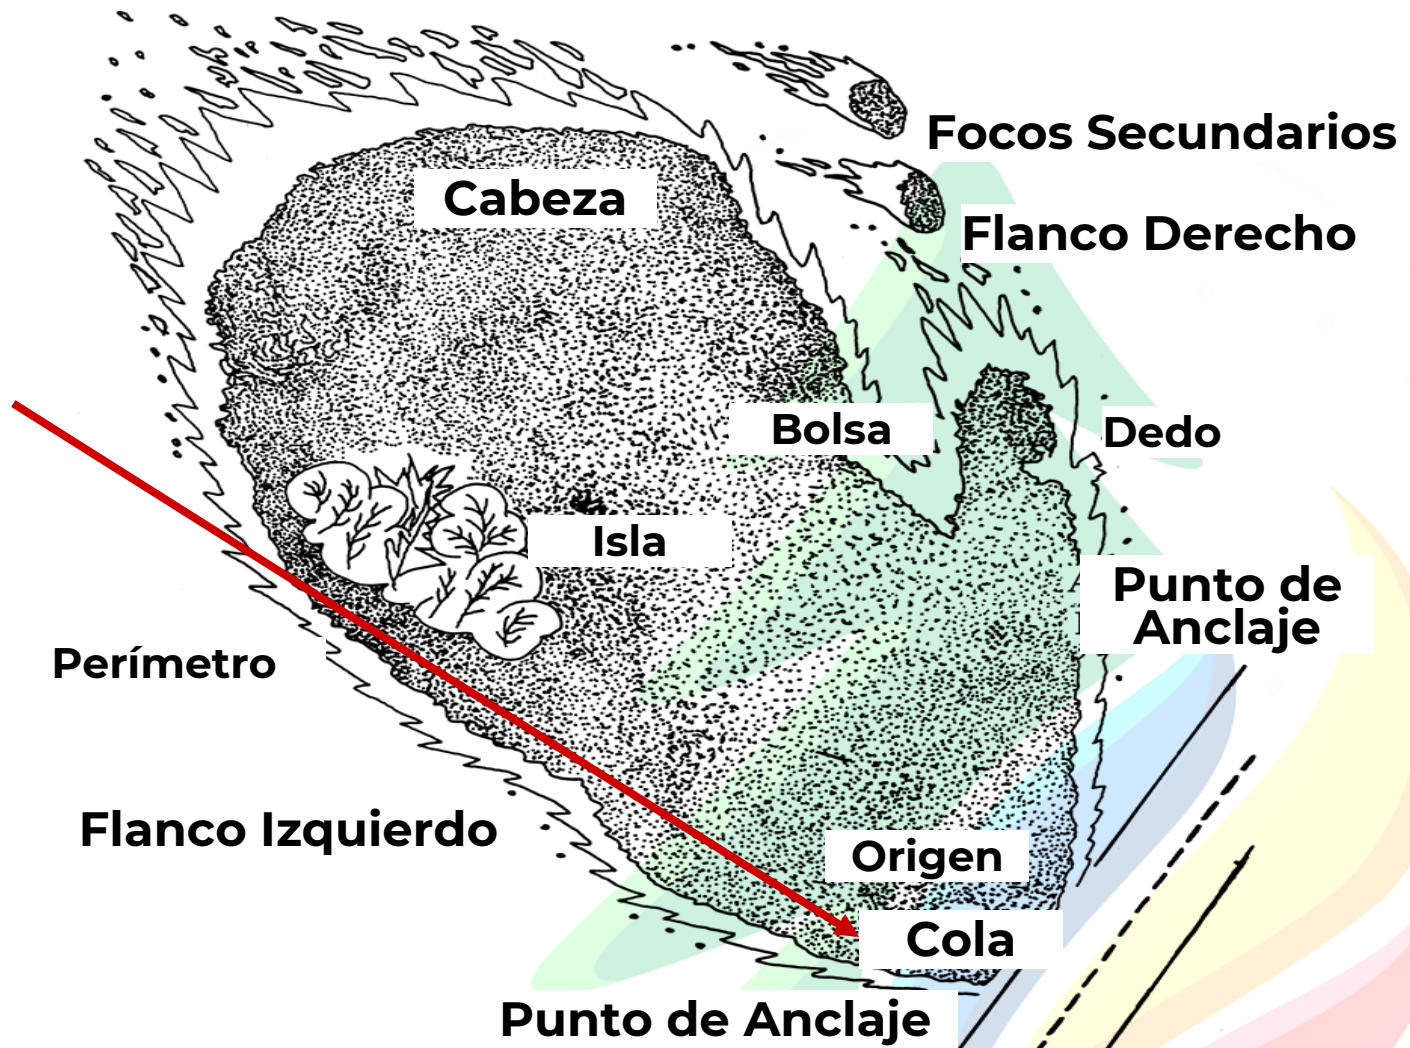 Focos Secundarios
Cabeza
Flanco Derecho
Bolsa
Dedo
Isla
Punto de
Anclaje
Perímetro
Flanco Izquierdo
Origen
Cola
Punto de Anclaje